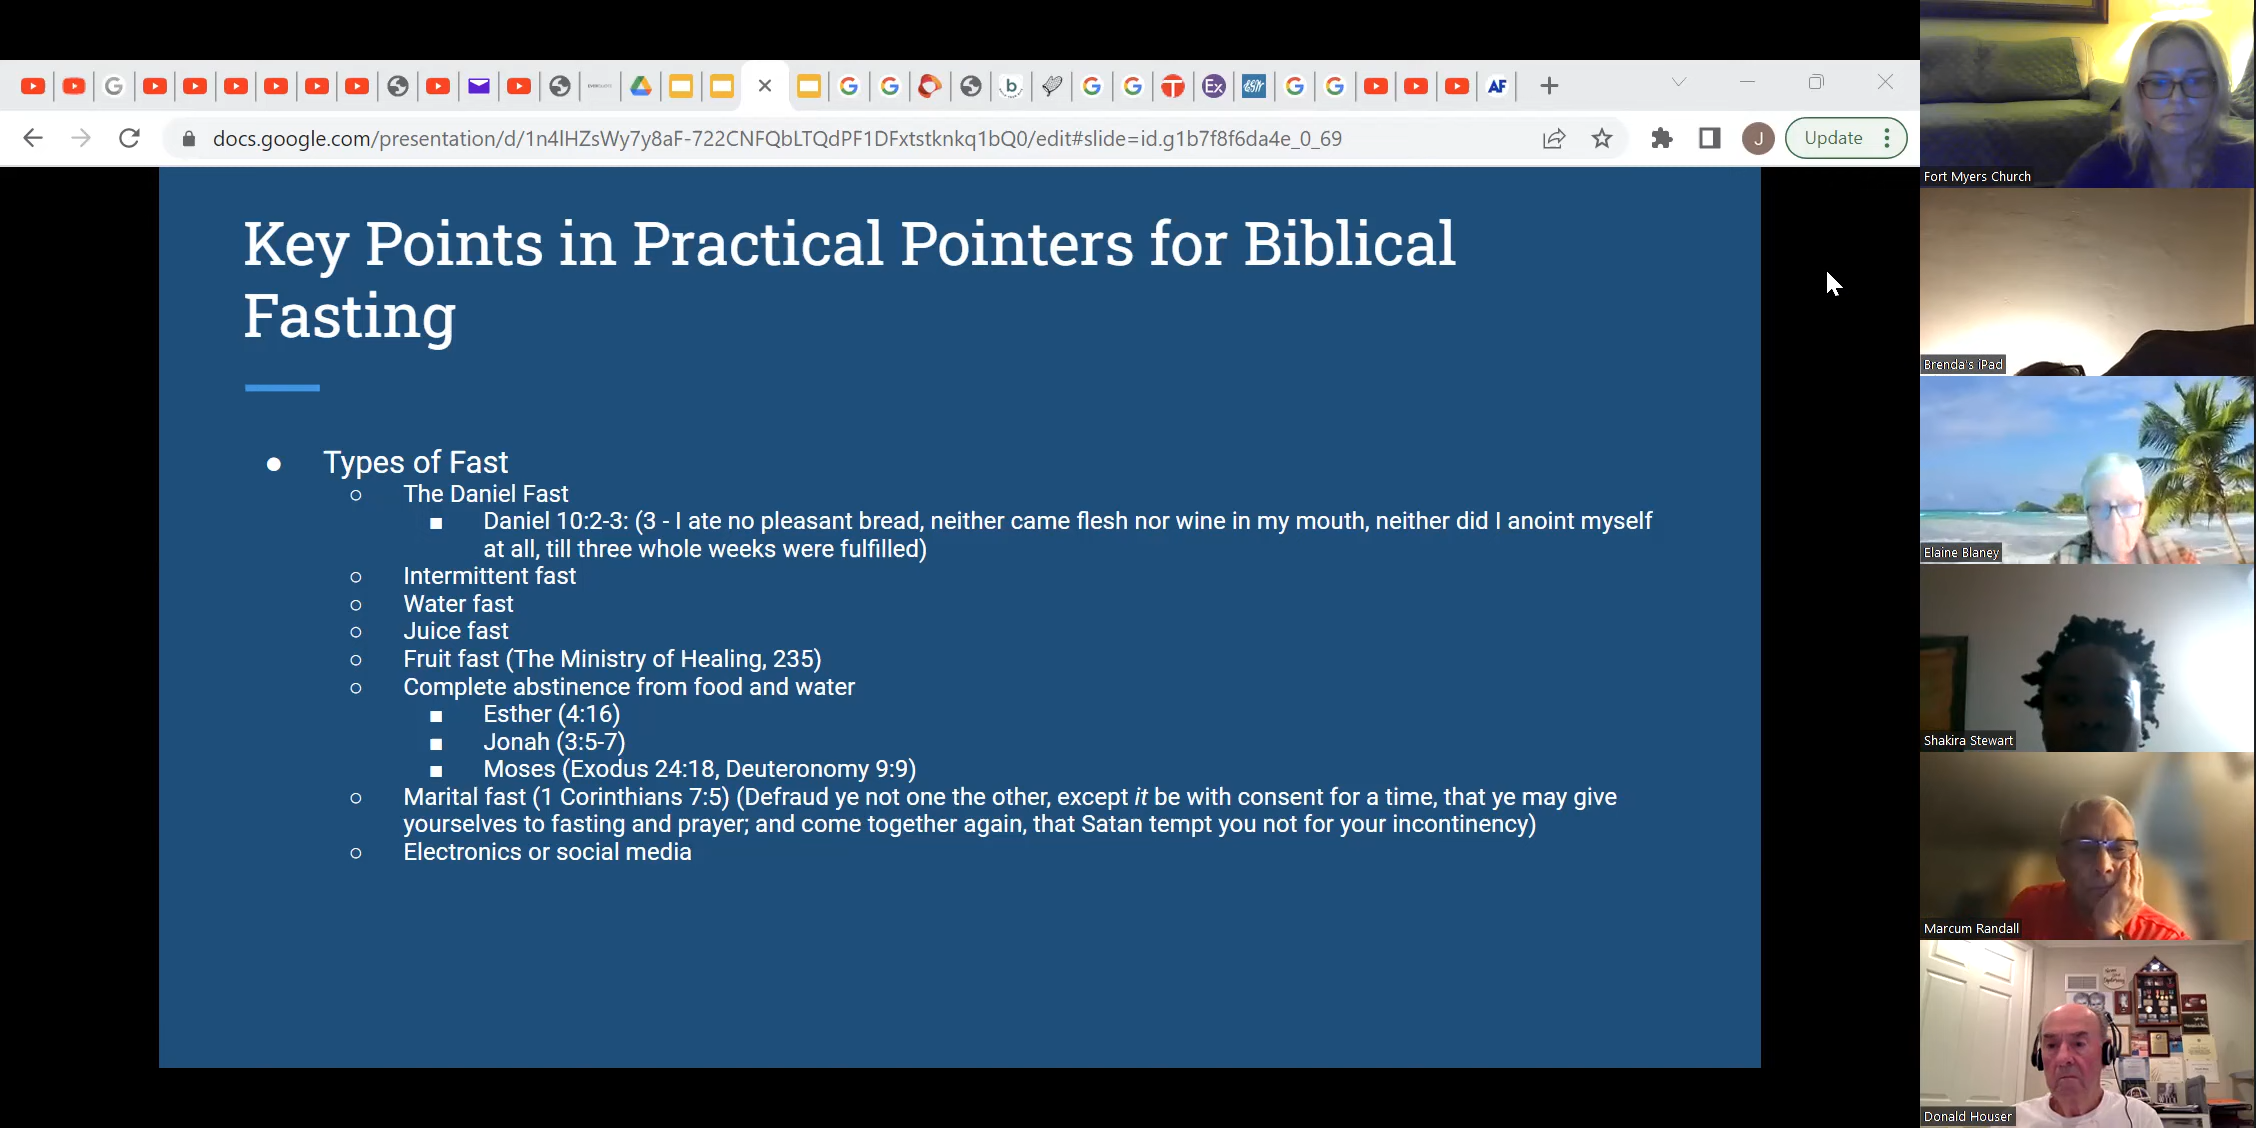 docs.google.com/presentation/d/1n4lHZsWy7y8aF-722CNFQbLTQdPF1DFxtstknkq1bQ0/edit#slide=id.g1b7f8f6da4e_0_69
J
Update
Key Points in Practical Pointers for Biblical
Fasting
● Types of Fast
○ The Daniel Fast
■ Daniel 10:2-3: (3 - I ate no pleasant bread, neither came flesh nor wine in my mouth, neither did I anoint myself
at all, till three whole weeks were fulfilled)
○ Intermittent fast
○ Water fast
○ Juice fast
○ Fruit fast (The Ministry of Healing, 235)
○ Complete abstinence from food and water
■ Esther (4:16)
■ Jonah (3:5-7)
■ Moses (Exodus 24:18, Deuteronomy 9:9)
○ Marital fast (1 Corinthians 7:5) (Defraud ye not one the other, except it be with consent for a time, that ye may give
yourselves to fasting and prayer; and come together again, that Satan tempt you not for your incontinency)
○ Electronics or social media
Fort Myers Church
Brenda's iPad
Elaine Blaney
Shakira Stewart
Marcum Randall
Donald Houser